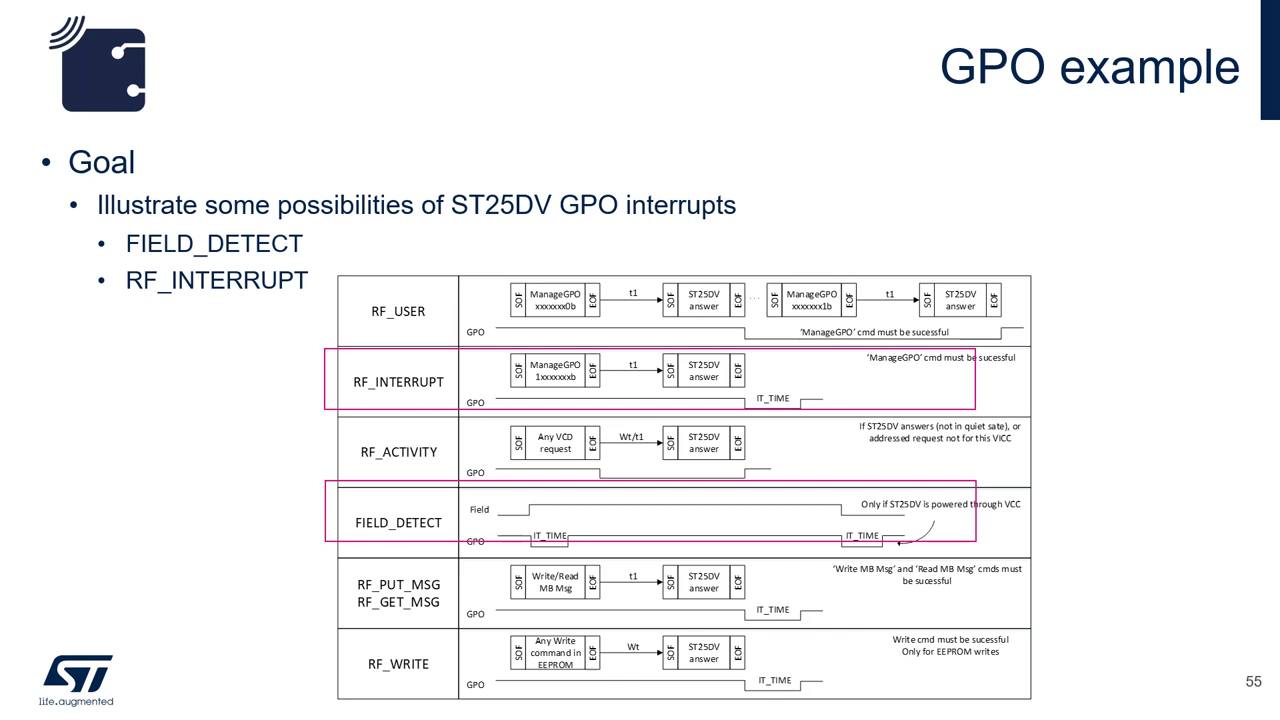 GPO example
• Goal
• Illustrate some possibilities of ST25DV GPO interrupts
• FIELD_DETECT
• RF_INTERRUPT
RF_USER
SOF
ManageGPO
xxxxxxx0b
EOF
t1
SOF
ST25DV
answer
EOF
...
SOF
ManageGPO
xxxxxxx1b
EOF
t1
SOF
ST25DV
answer
EOF
GPO
‘ManageGPO’ cmd must be sucessful
RF_INTERRUPT
SOF
ManageGPO
1xxxxxxxb
EOF
t1
SOF
ST25DV
answer
EOF
‘ManageGPO’ cmd must be sucessful
GPO
IT_TIME
RF_ACTIVITY
SOF
Any VCD
request
EOF
Wt/t1
SOF
ST25DV
answer
EOF
If ST25DV answers (not in quiet sate), or
addressed request not for this VICC
GPO
FIELD_DETECT
Field
Only if ST25DV is powered through VCC
GPO
IT_TIME
IT_TIME
RF_PUT_MSG
RF_GET_MSG
SOF
Write/Read
MB Msg
EOF
t1
SOF
ST25DV
answer
EOF
‘Write MB Msg’ and ‘Read MB Msg’ cmds must
be sucessful
GPO
IT_TIME
RF_WRITE
SOF
Any Write
command in
EEPROM
EOF
Wt
SOF
ST25DV
answer
EOF
Write cmd must be sucessful
Only for EEPROM writes
GPO
IT_TIME
ST
life.augmented
55